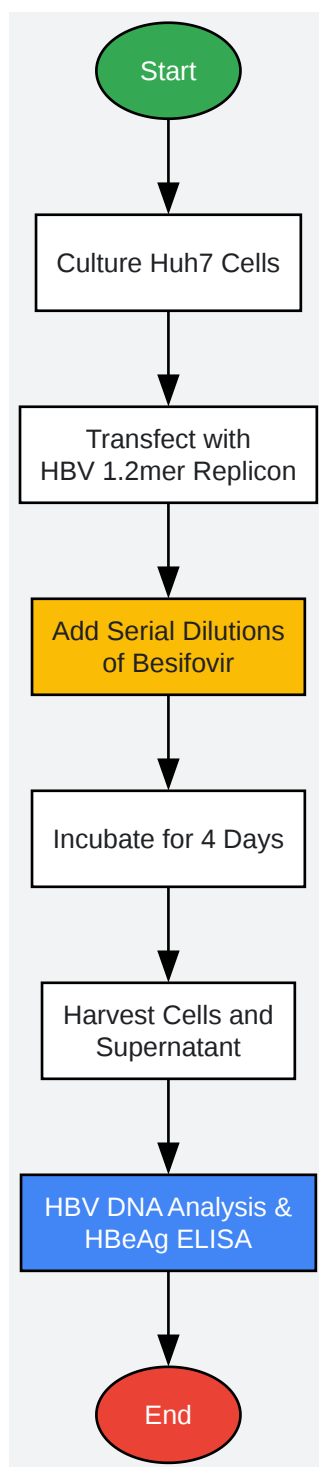 Start
Culture Huh7 Cells
Transfect with
HBV 1.2mer Replicon
Add Serial Dilutions
of Besifovir
Incubate for 4 Days
Harvest Cells and
Supernatant
HBV DNA Analysis &
HBeAg ELISA
End